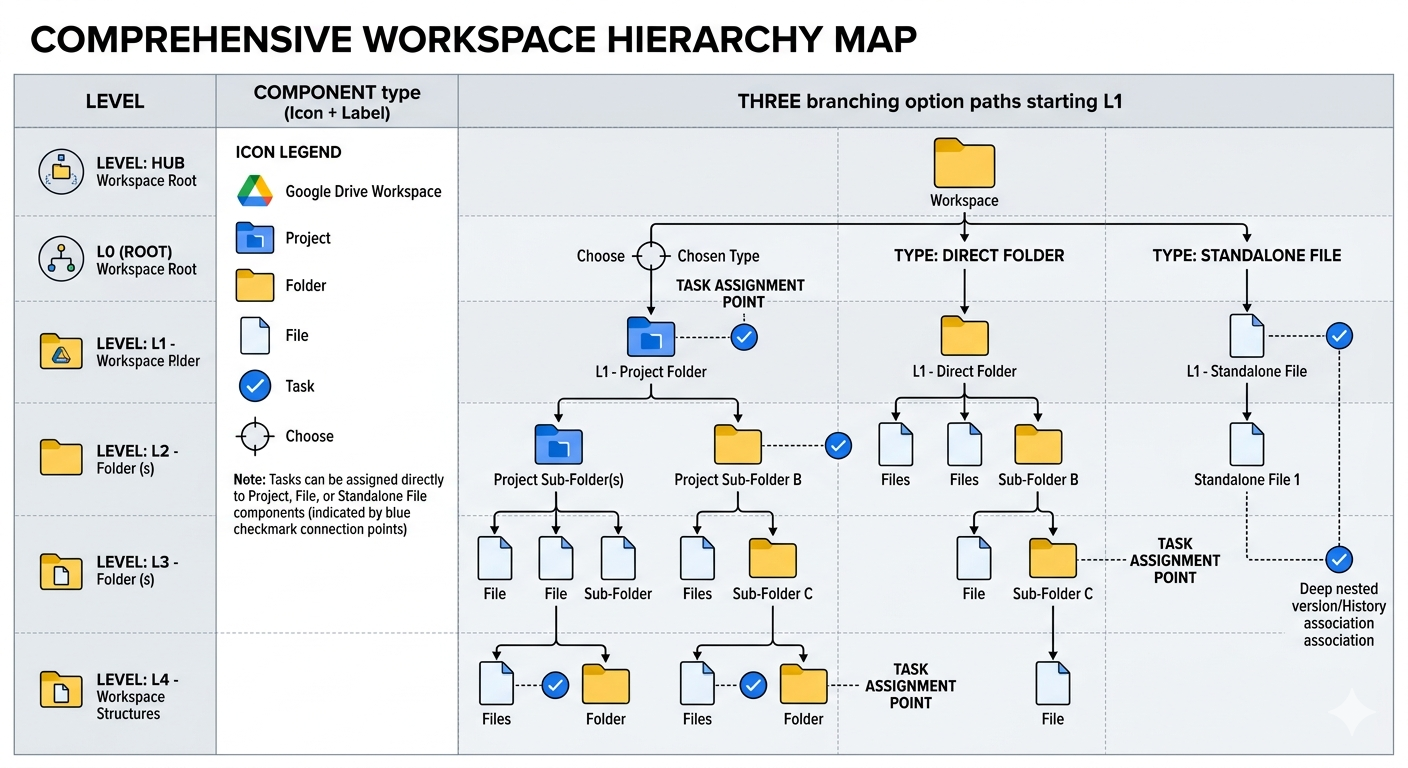 COMPREHENSIVE WORKSPACE HIERARCHY MAP
LEVEL
COMPONENT type
(Icon + Label)
THREE branching option paths starting L1
LEVEL: HUB
Workspace Root
L0 (ROOT)
Workspace Root
LEVEL: L1 -
Workspace Plder
LEVEL: L2 -
Folder (s)
LEVEL: L3 -
Folder (s)
LEVEL: L4 -
Workspace
Structures
ICON LEGEND
Google Drive Workspace
Project
Folder
File
Task
Choose
Note: Tasks can be assigned directly
to Project, File, or Standalone File
components (indicated by blue
checkmark connection points)
Workspace
Choose
Chosen Type
TYPE: DIRECT FOLDER
TYPE: STANDALONE FILE
TASK ASSIGNMENT
POINT
L1 - Project Folder
L1 - Direct Folder
L1 - Standalone File
Project Sub-Folder(s)
Project Sub-Folder B
Files
Files
Sub-Folder B
Standalone File 1
File
File
Sub-Folder
Files
Sub-Folder C
File
Sub-Folder C
TASK
ASSIGNMENT
POINT
Deep nested
version/History
association
association
Files
Folder
Files
Folder
TASK
ASSIGNMENT
POINT
File